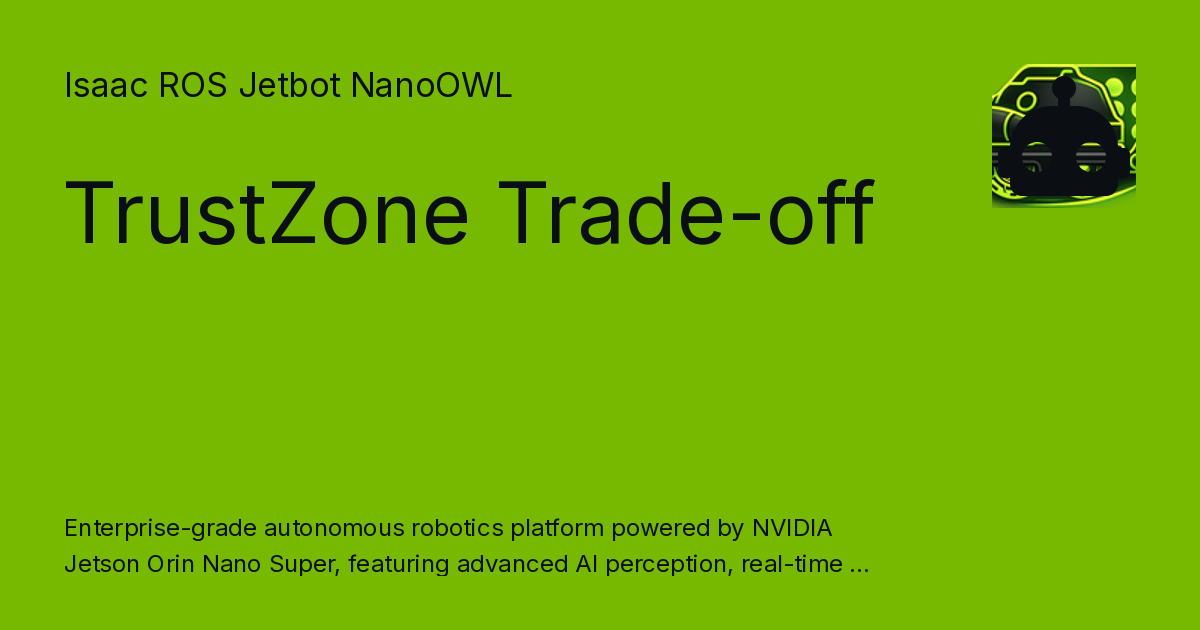 Isaac ROS Jetbot NanoOWL
TrustZone Trade-off
Enterprise-grade autonomous robotics platform powered by NVIDIA
Jetson Orin Nano Super, featuring advanced AI perception, real-time ...